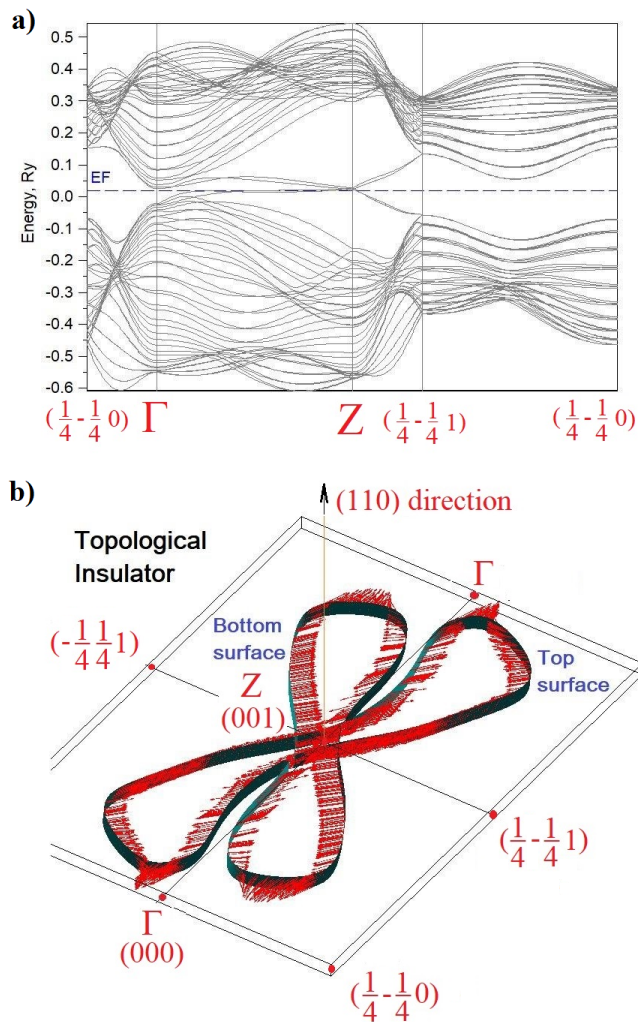 a)
0.5
0.4
0.3
0.2
0.1
EF
0.0
-0.1
-0.2
-0.3
-0.4
-0.5
-0.6
Energy, Ry
(1/4 -1/4 0) Γ Z (1/4 -1/4 1) (1/4 -1/4 0)
b)
(110) direction
Topological
Insulator
Γ
(-1/4 1/4 1)
Bottom
surface
Top
surface
Z
(001)
(1/4 -1/4 1)
Γ
(000)
(1/4 -1/4 0)